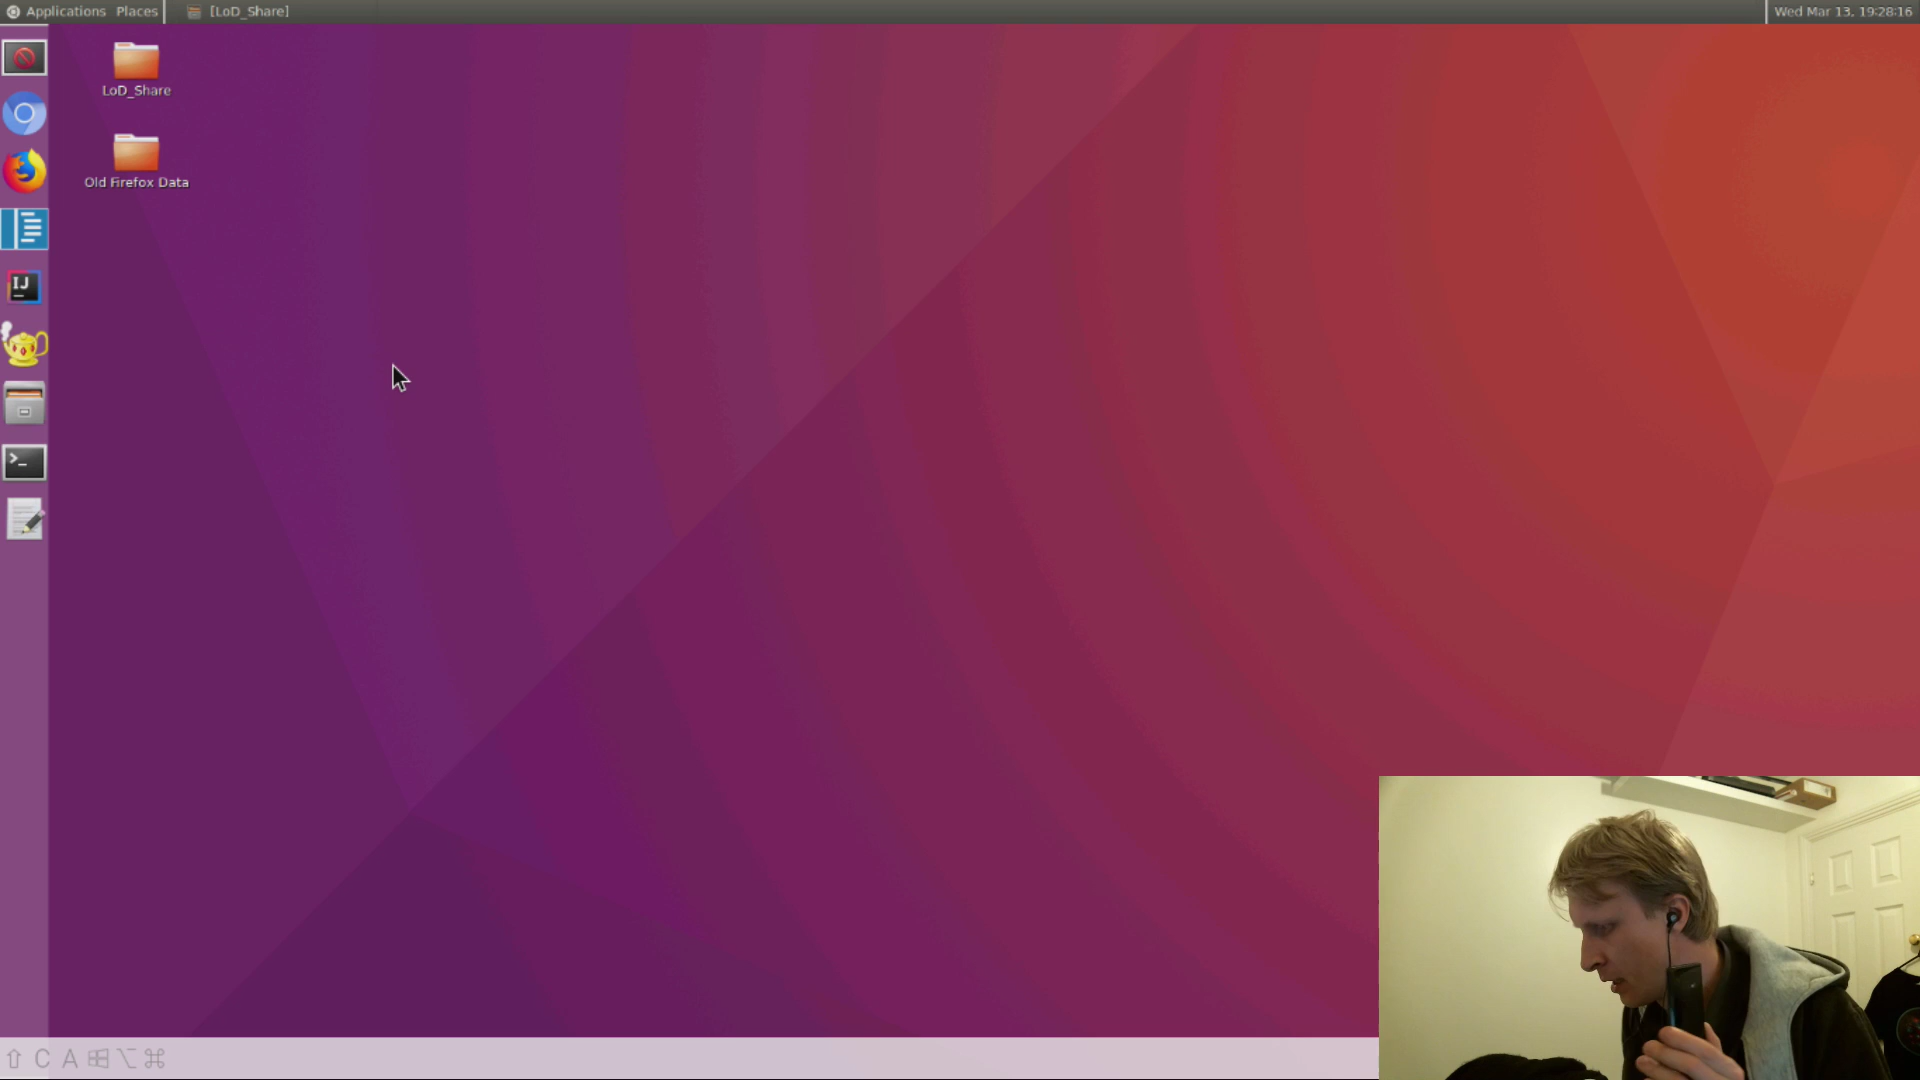 Applications Places [LoD_Share] Wed Mar 13, 19:28:16
LoD_Share
Old Firefox Data
IJ
>_
⇧ C A ⌥ ⌘